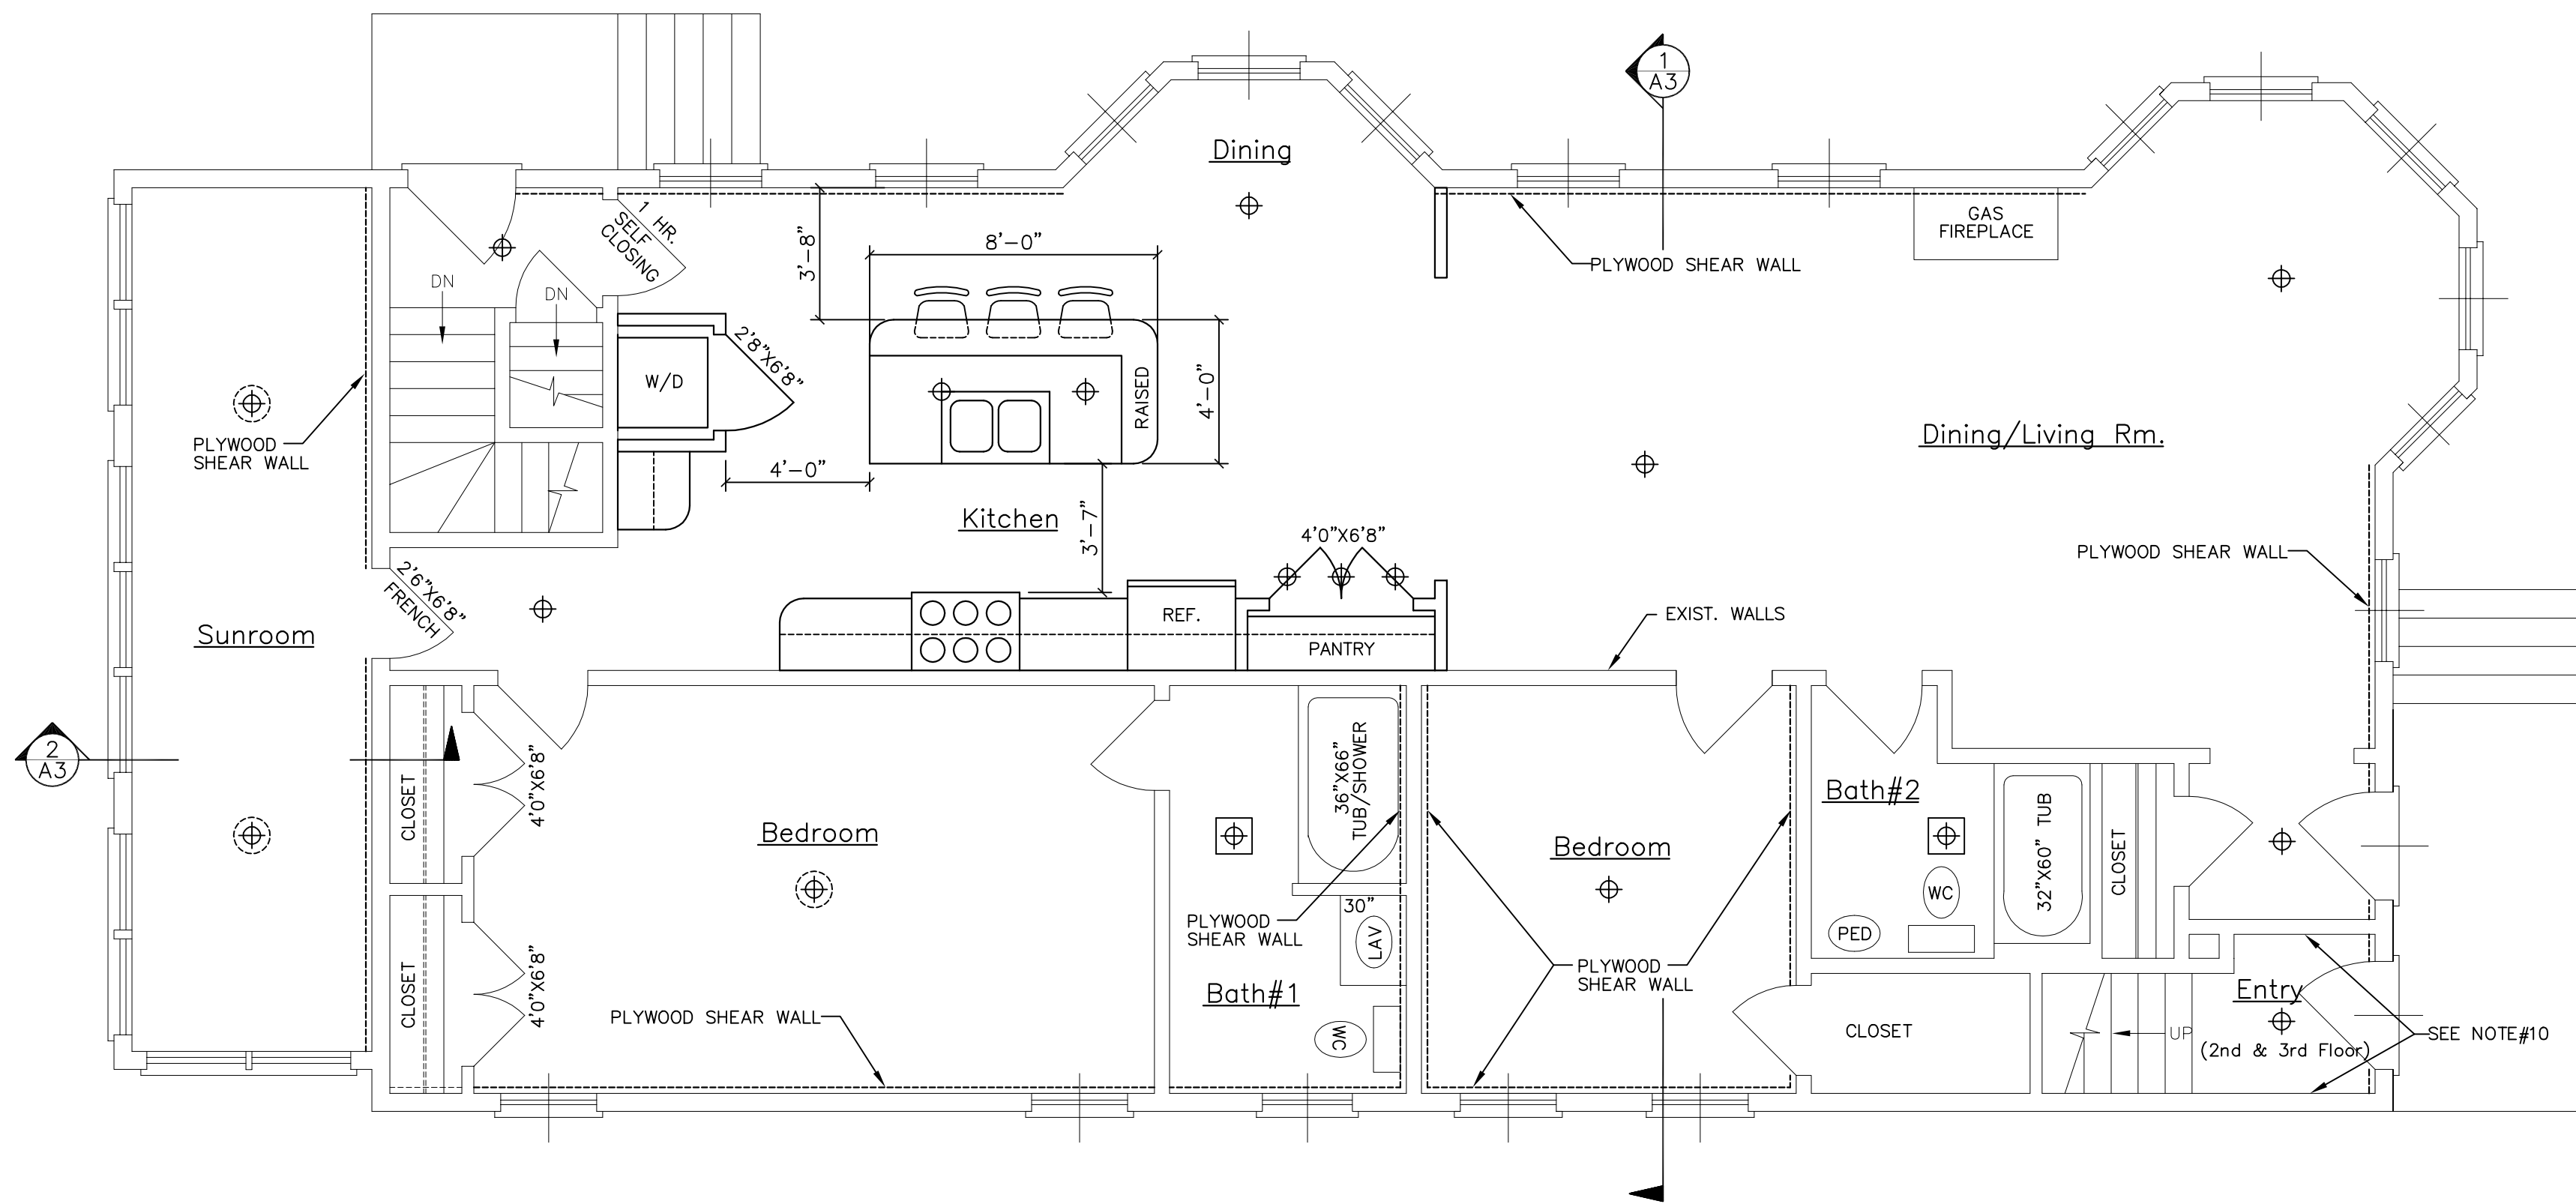 1
A3
Dining
1 HR.
SELF
CLOSING
GAS
FIREPLACE
8'-0"
3'-8"
PLYWOOD SHEAR WALL
DN
DN
2'8"X6'8"
W/D
RAISED
4'-0"
PLYWOOD
SHEAR WALL
Dining/Living Rm.
4'-0"
Kitchen
3'-7"
4'0"X6'8"
PLYWOOD SHEAR WALL
2'6"X6'8"
FRENCH
Sunroom
REF.
PANTRY
EXIST. WALLS
2
A3
CLOSET
4'0"X6'8"
Bedroom
36"X66"
TUB/SHOWER
Bedroom
Bath#2
32"X60" TUB
CLOSET
WC
PED
30"
LAV
PLYWOOD
SHEAR WALL
CLOSET
4'0"X6'8"
Bath#1
PLYWOOD
SHEAR WALL
Entry
PLYWOOD SHEAR WALL
WC
CLOSET
UP
(2nd & 3rd Floor)
SEE NOTE#10